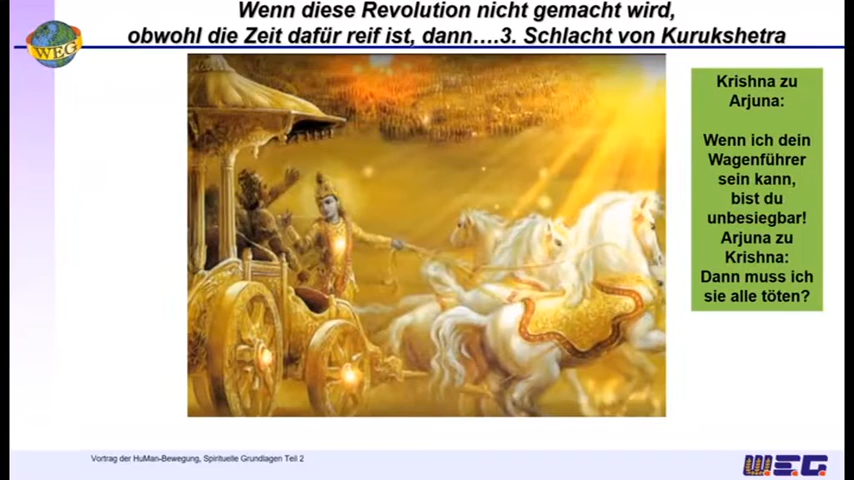 Wenn diese Revolution nicht gemacht wird,
obwohl die Zeit dafür reif ist, dann....3. Schlacht von Kurukshetra
WEG
Krishna zu
Arjuna:
Wenn ich dein
Wagenführer
sein kann,
bist du
unbesiegbar!
Arjuna zu
Krishna:
Dann muss ich
sie alle töten?
Vortrag der HuMan-Bewegung, Spirituelle Grundlagen Teil 2
W.E.G.